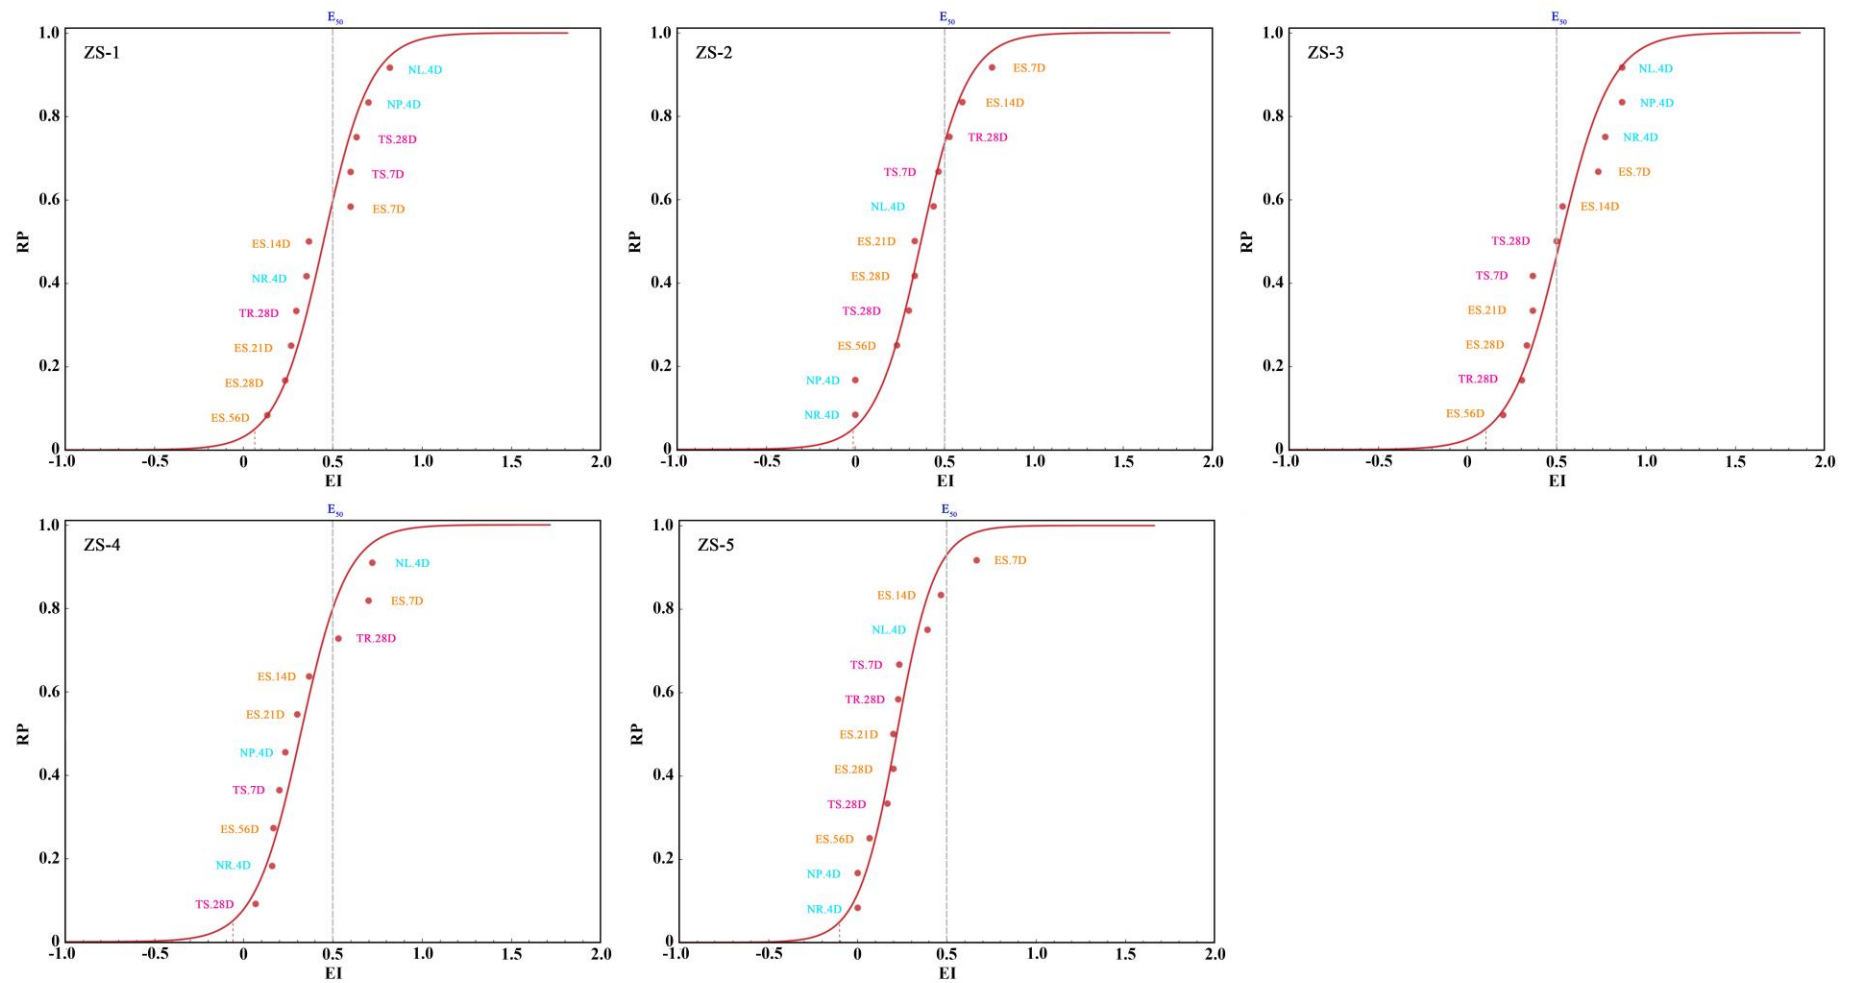 E50
1.0
ZS-1
NL.4D
NP.4D
0.8
TS.28D
TS.7D
0.6
ES.7D
RP
ES.14D
NR.4D
0.4
TR.28D
ES.21D
0.2
ES.28D
ES.56D
0
-1.0 -0.5 0 0.5 1.0 1.5 2.0
EI
E50
1.0
ZS-2
ES.7D
ES.14D
0.8
TR.28D
TS.7D
0.6
NL.4D
RP
ES.21D
ES.28D
0.4
TS.28D
ES.56D
0.2
NP.4D
NR.4D
0
-1.0 -0.5 0 0.5 1.0 1.5 2.0
EI
E50
1.0
ZS-3
NL.4D
NP.4D
0.8
NR.4D
ES.7D
0.6
ES.14D
RP
TS.28D
TS.7D
0.4
ES.21D
ES.28D
0.2
TR.28D
ES.56D
0
-1.0 -0.5 0 0.5 1.0 1.5 2.0
EI
E50
1.0
ZS-4
NL.4D
ES.7D
0.8
TR.28D
ES.14D
0.6
ES.21D
RP
NP.4D
0.4
TS.7D
ES.56D
0.2
NR.4D
TS.28D
0
-1.0 -0.5 0 0.5 1.0 1.5 2.0
EI
E50
1.0
ZS-5
ES.7D
ES.14D
0.8
NL.4D
TS.7D
0.6
TR.28D
RP
ES.21D
ES.28D
0.4
TS.28D
ES.56D
0.2
NP.4D
NR.4D
0
-1.0 -0.5 0 0.5 1.0 1.5 2.0
EI